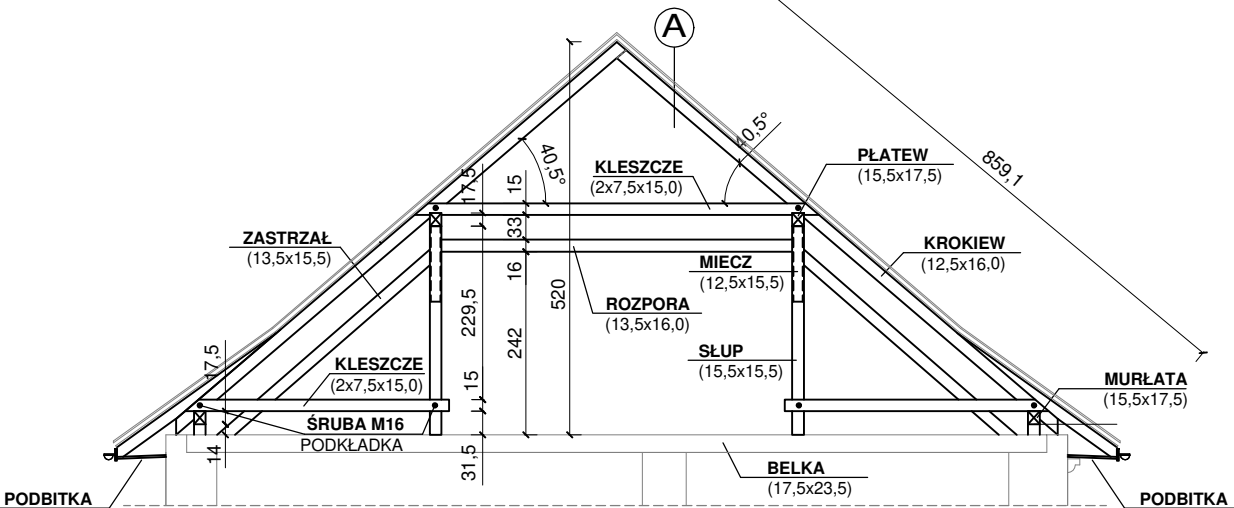 A
40,5°
859,1
PŁATEW
(15,5x17,5)
40,5°
KLESZCZE
(2x7,5x15,0)
17,5
15
33
ZASTRZAŁ
(13,5x15,5)
KROKIEW
(12,5x16,0)
MIECZ
(12,5x15,5)
16
520
ROZPORA
(13,5x16,0)
229,5
242
17,5
KLESZCZE
(2x7,5x15,0)
SŁUP
(15,5x15,5)
15
MURŁATA
(15,5x17,5)
ŚRUBA M16
PODKŁADKA
14
31,5
BELKA
(17,5x23,5)
PODBITKA
PODBITKA